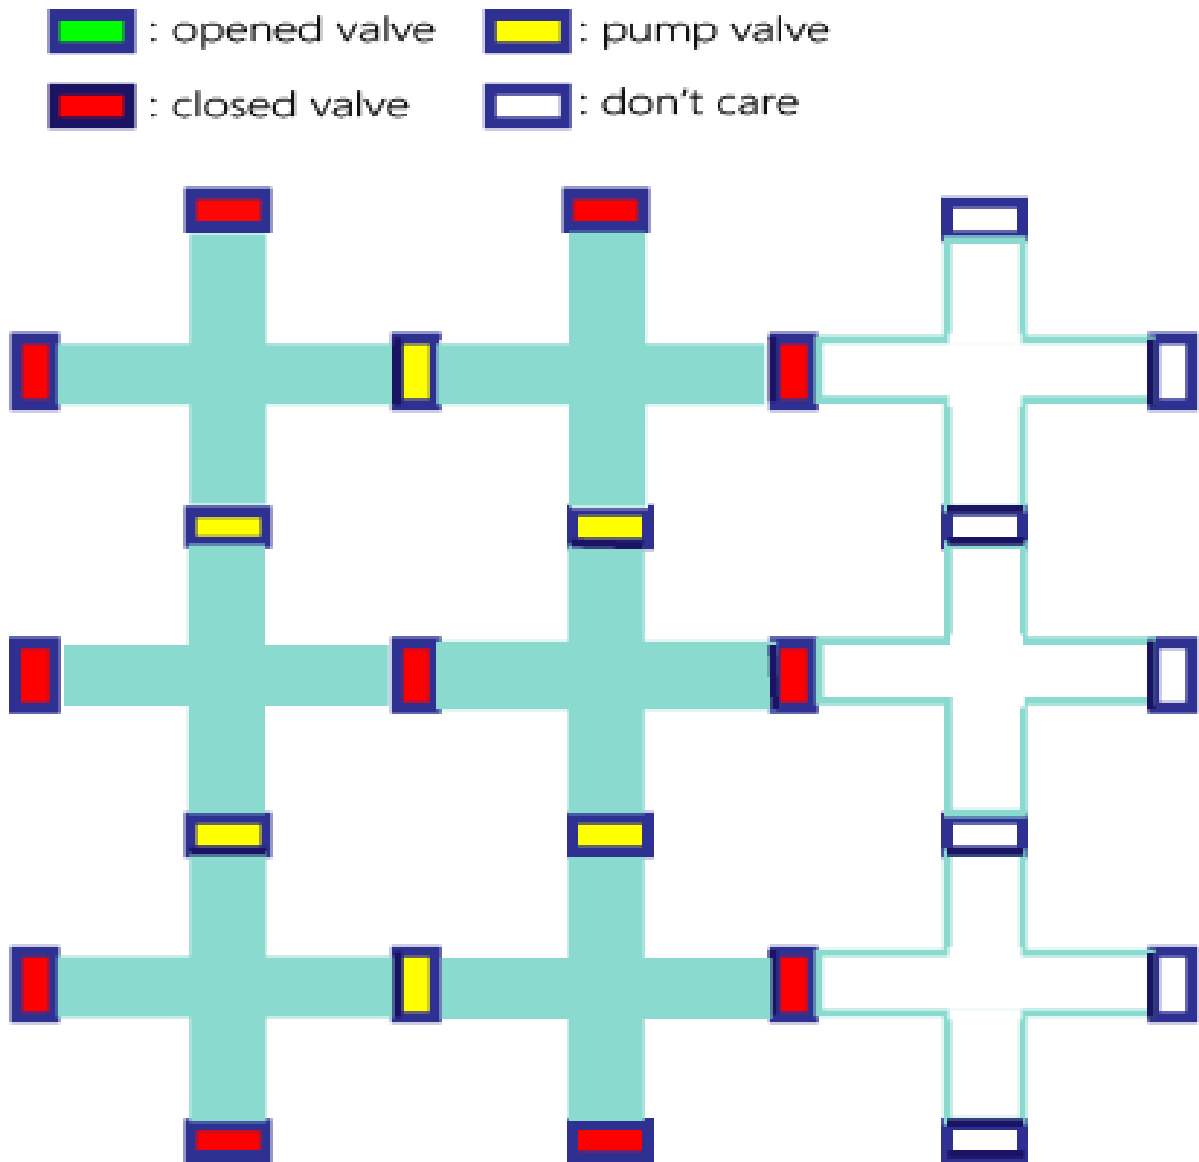 : opened valve
: pump valve
: closed valve
: don't care